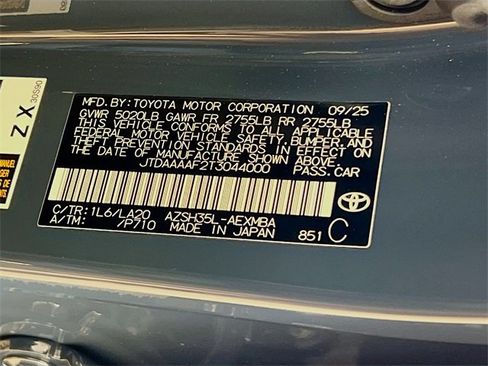 MFD. BY: TOYOTA MOTOR CORPORATION 09/25
GVWR 5020LB GAWR FR 2755LB RR 2755LB
THIS VEHICLE CONFORMS TO ALL APPLICABLE
FEDERAL MOTOR VEHICLE SAFETY, BUMPER, AND
THEFT PREVENTION STANDARDS IN EFFECT ON
THE DATE OF MANUFACTURE SHOWN ABOVE.
JTDAAAAF2T3044000 PASS.CAR
C/TR: 1L6/LA20 AZSH35L-AEXMBA
A/TM: /P710 MADE IN JAPAN 851 C
ZX
30S90
MANUEL